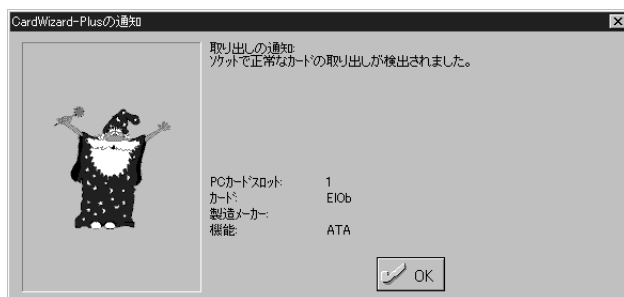 CardWizard-Plusの通知
取り出しの通知:
ソケットで正常なカードの取り出しが検出されました。
PCカードスロット: 1
カード: EIOb
製造メーカー:
機能: ATA
OK